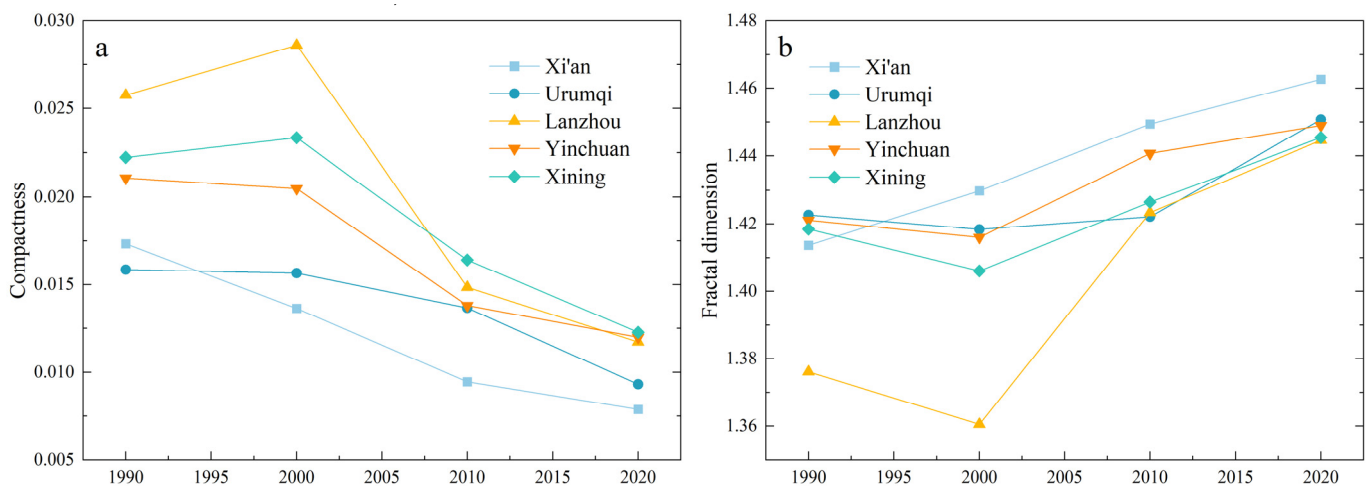 a
0.030
0.025
0.020
0.015
0.010
0.005
Compactness
Xi'an
Urumqi
Lanzhou
Yinchuan
Xining
1990 1995 2000 2005 2010 2015 2020
b
1.48
1.46
1.44
1.42
1.40
1.38
1.36
Fractal dimension
Xi'an
Urumqi
Lanzhou
Yinchuan
Xining
1990 1995 2000 2005 2010 2015 2020